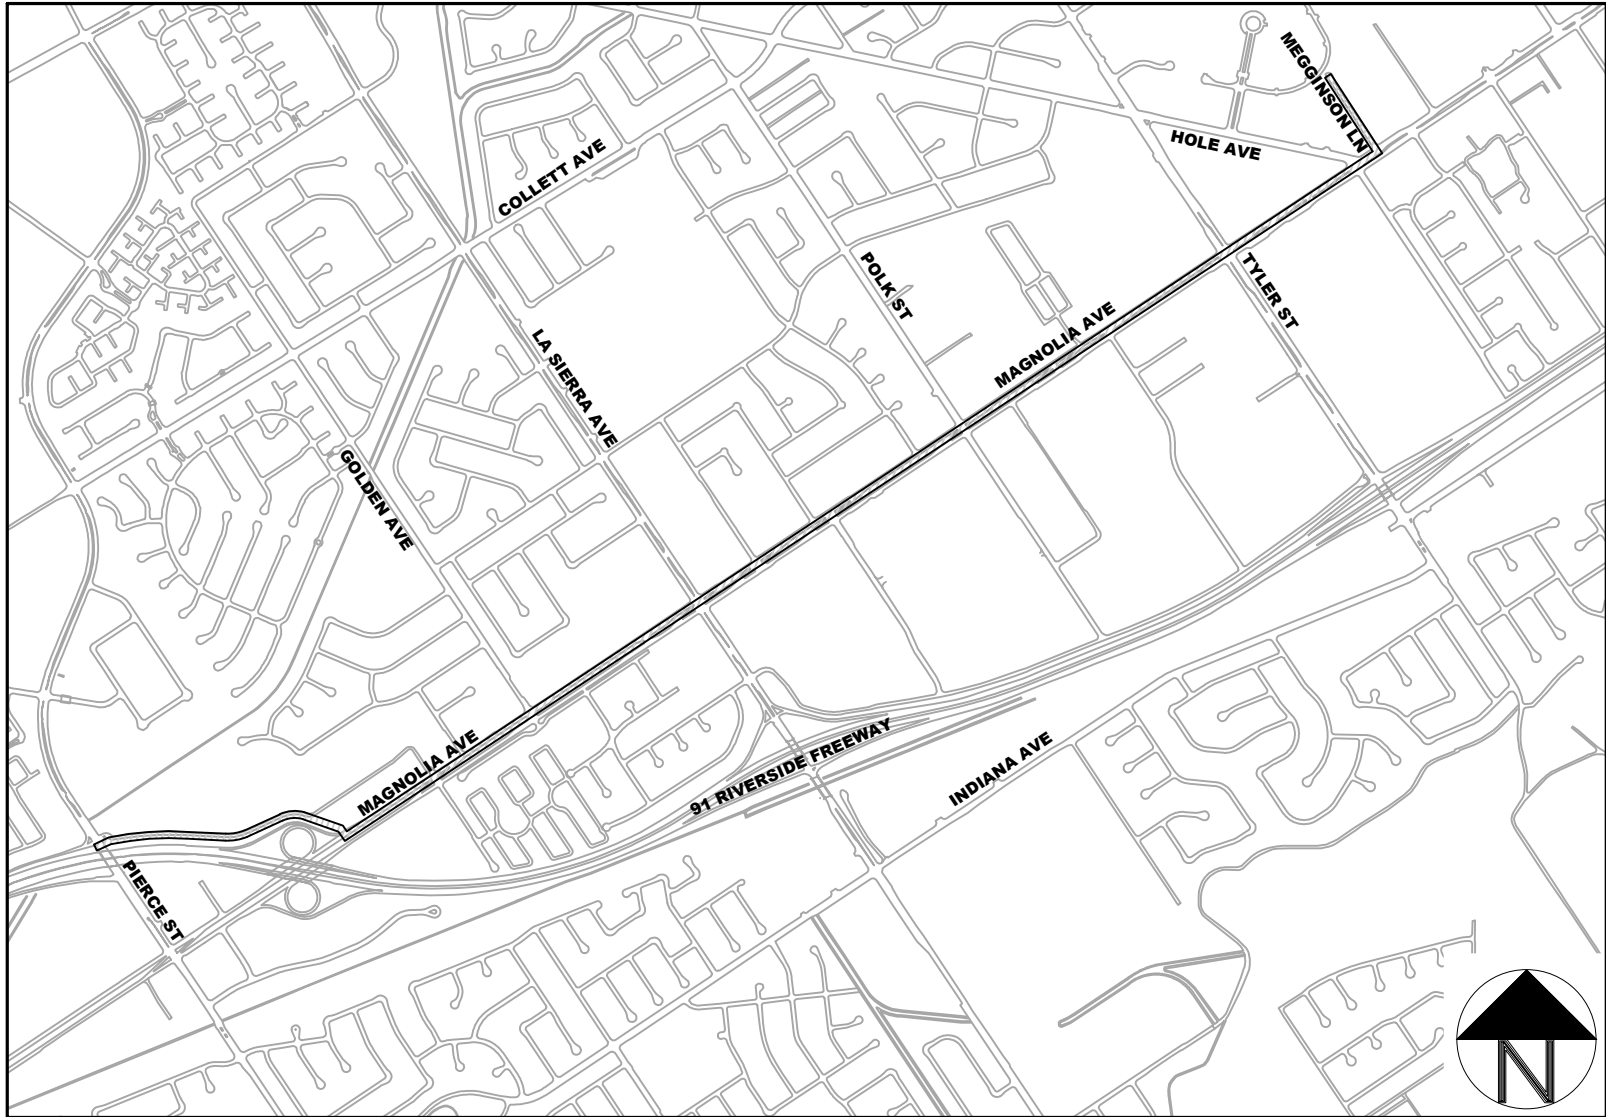 MEGGINSON LN
HOLE AVE
COLLETT AVE
POLK ST
TYLER ST
MAGNOLIA AVE
LA SIERRA AVE
GOLDEN AVE
MAGNOLIA AVE
91 RIVERSIDE FREEWAY
INDIANA AVE
PIERCE ST
N